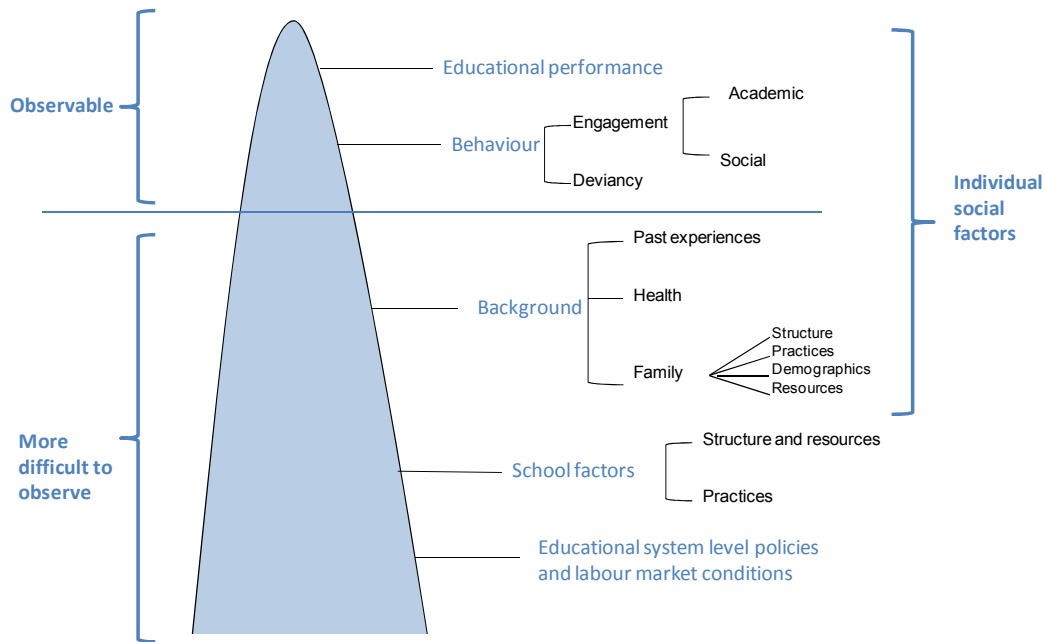 Observable
Educational performance
Behaviour
Engagement
Deviancy
Academic
Social
Individual
social
factors
More
difficult to
observe
Background
Past experiences
Health
Family
Structure
Practices
Demographics
Resources
School factors
Structure and resources
Practices
Educational system level policies
and labour market conditions